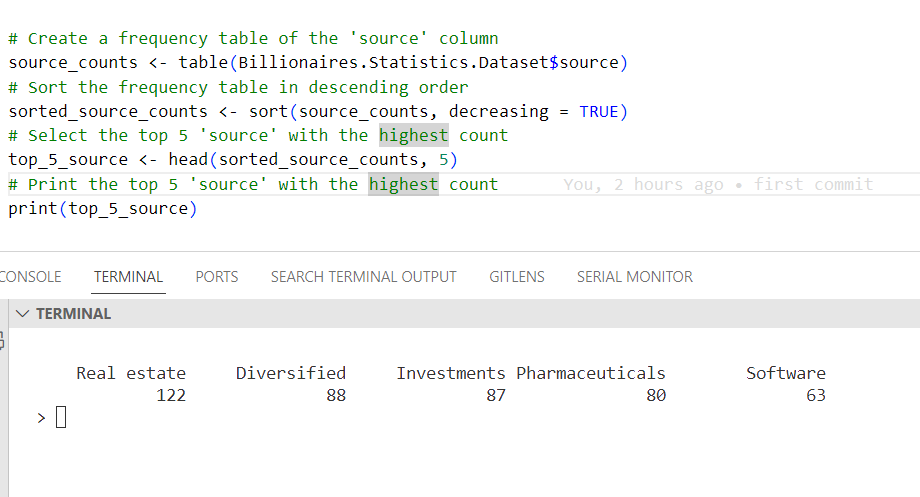 # Create a frequency table of the 'source' column
source_counts <- table(Billionaires.Statistics.Dataset$source)
# Sort the frequency table in descending order
sorted_source_counts <- sort(source_counts, decreasing = TRUE)
# Select the top 5 'source' with the highest count
top_5_source <- head(sorted_source_counts, 5)
# Print the top 5 'source' with the highest count You, 2 hours ago • first commit
print(top_5_source)
CONSOLE TERMINAL PORTS SEARCH TERMINAL OUTPUT GITLENS SERIAL MONITOR
TERMINAL
Real estate Diversified Investments Pharmaceuticals Software
122 88 87 80 63
>